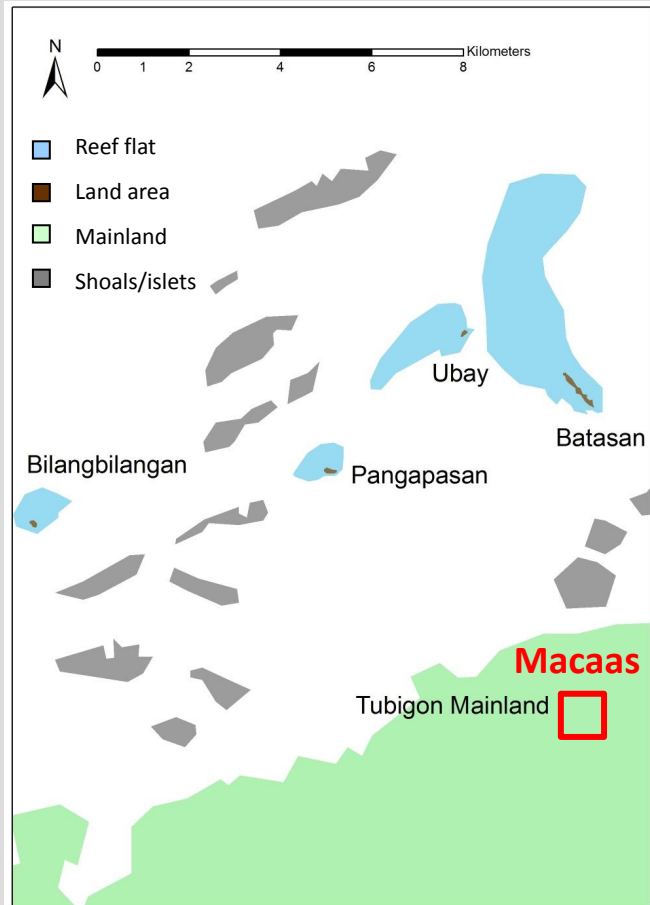 N
Kilometers
0 1 2 4 6 8
Reef flat
Land area
Mainland
Shoals/islets
Ubay
Batasan
Bilangbilangan
Pangapasan
Macaas
Tubigon Mainland